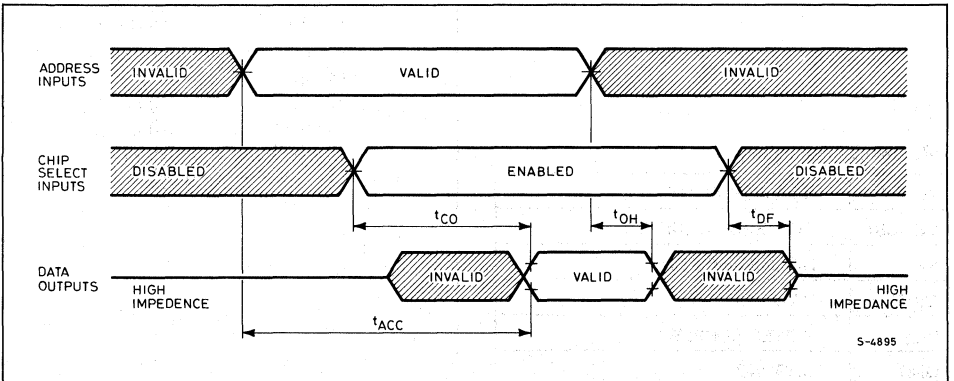 ADDRESS
INPUTS
INVALID
VALID
INVALID
CHIP
SELECT
INPUTS
DISABLED
ENABLED
DISABLED
tCO
tOH
tDF
DATA
OUTPUTS
HIGH
IMPEDENCE
INVALID
VALID
INVALID
HIGH
IMPEDANCE
tACC
S-4895